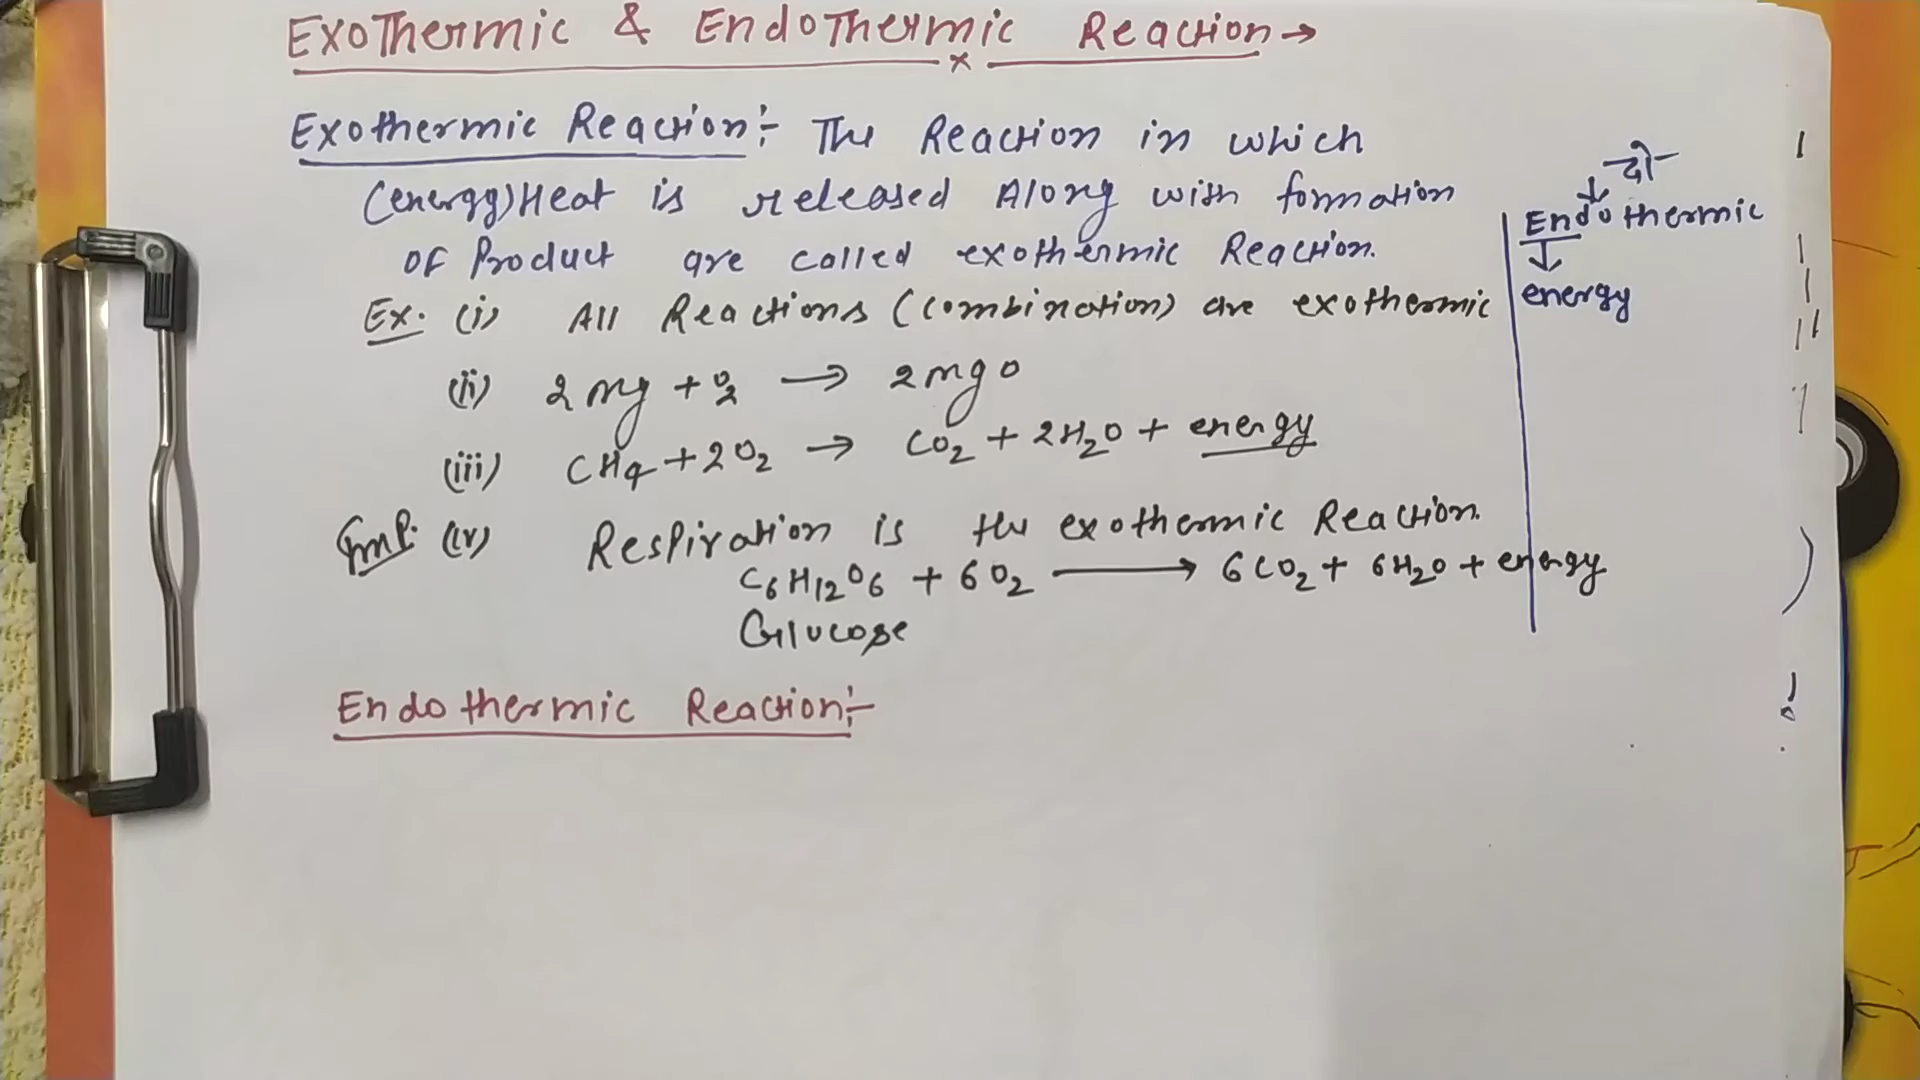 Exothermic & Endothermic Reaction→
Exothermic Reaction:- The Reaction in which
(energy) Heat is released Along with formation
of Product are called exothermic Reaction.
Ex. (i) All Reactions (combination) are exothermic
(ii) 2mg + O₂ → 2mgo
(iii) CH₄ + 2O₂ → CO₂ + 2H₂O + energy
Imp. (iv) Respiration is the exothermic Reaction.
C₆H₁₂O₆ + 6O₂ → 6CO₂ + 6H₂O + energy
Glucose
Endothermic Reaction:-
दो
↓
Endothermic
↓
energy